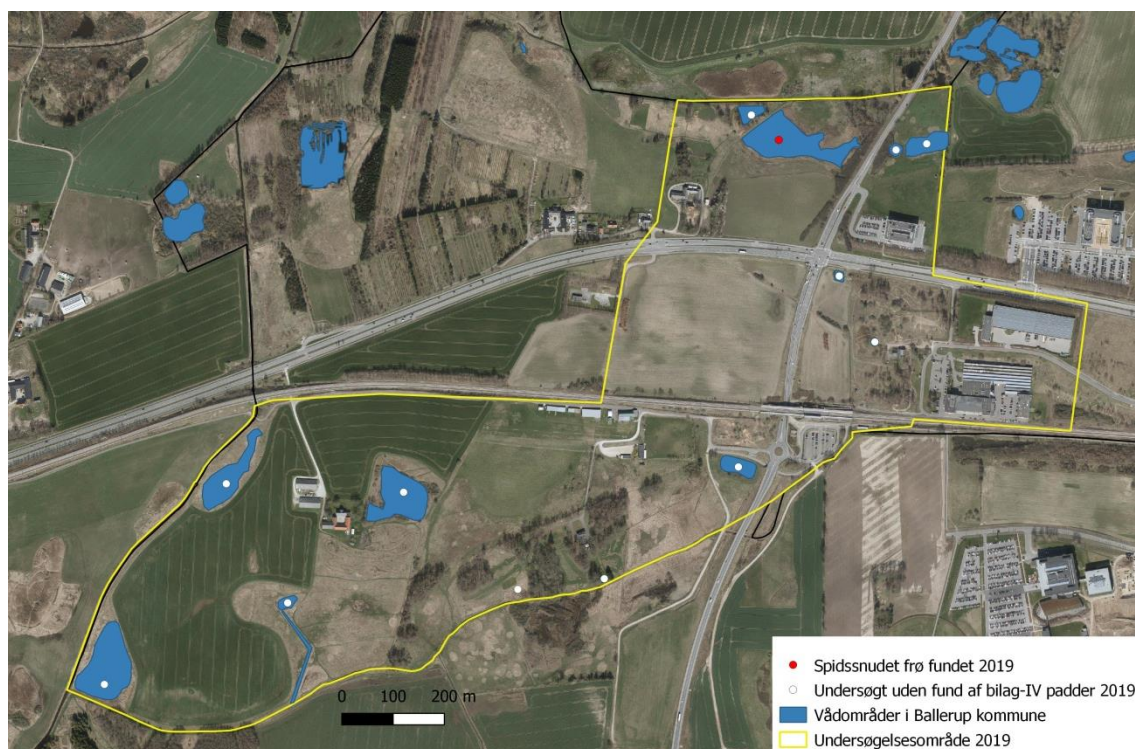 0 100 200 m
Spidssnudet frø fundet 2019
Undersøgt uden fund af bilag-IV padder 2019
Vådområder i Ballerup kommune
Undersøgelsesområde 2019